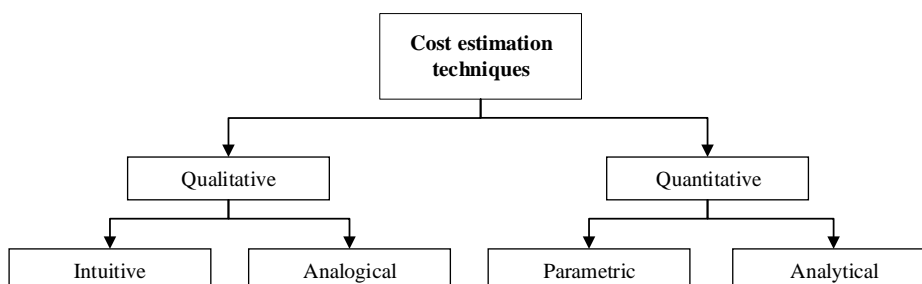 Cost estimation
techniques
Qualitative
Quantitative
Intuitive
Analogical
Parametric
Analytical